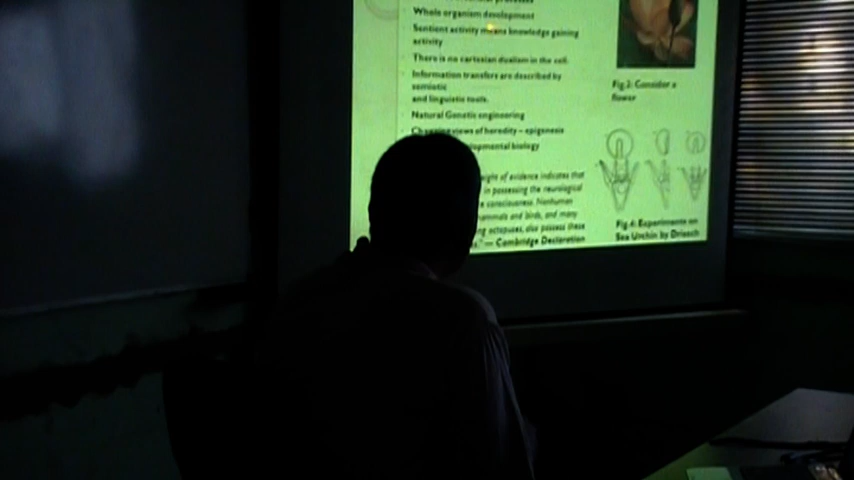 Whole organism development
Sentient activity means knowledge gaining
activity
There is no cartesian dualism in the cell.
Information transfers are described by
semiotic
and linguistic tools.
Natural Genetic engineering
Changing views of heredity – epigenesis
developmental biology
ight of evidence indicates that
in possessing the neurological
consciousness. Nonhuman
mammals and birds, and many
octopuses, also possess these
— Cambridge Declaration
Fig.3: Consider a
flower
Fig.4: Experiments on
Sea Urchin by Driesch